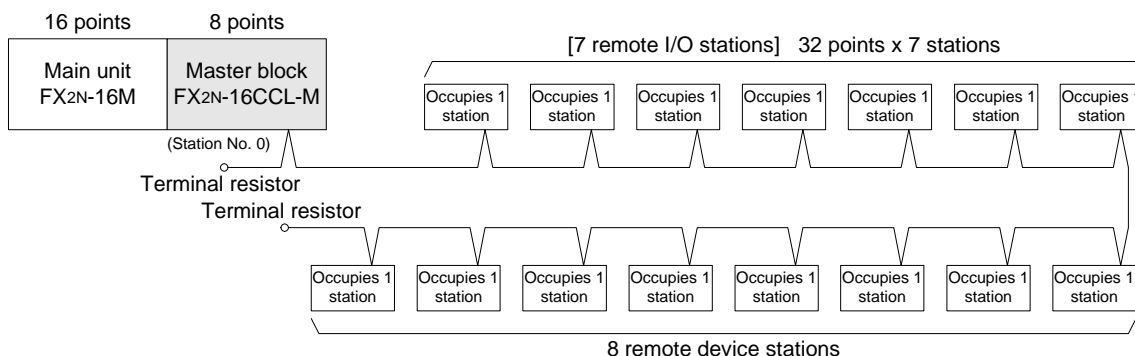 16 points
8 points
Main unit
FX2N-16M
Master block
FX2N-16CCL-M
(Station No. 0)
[7 remote I/O stations] 32 points x 7 stations
Occupies 1
station
Occupies 1
station
Occupies 1
station
Occupies 1
station
Occupies 1
station
Occupies 1
station
Occupies 1
station
Terminal resistor
Terminal resistor
Occupies 1
station
Occupies 1
station
Occupies 1
station
Occupies 1
station
Occupies 1
station
Occupies 1
station
Occupies 1
station
Occupies 1
station
8 remote device stations